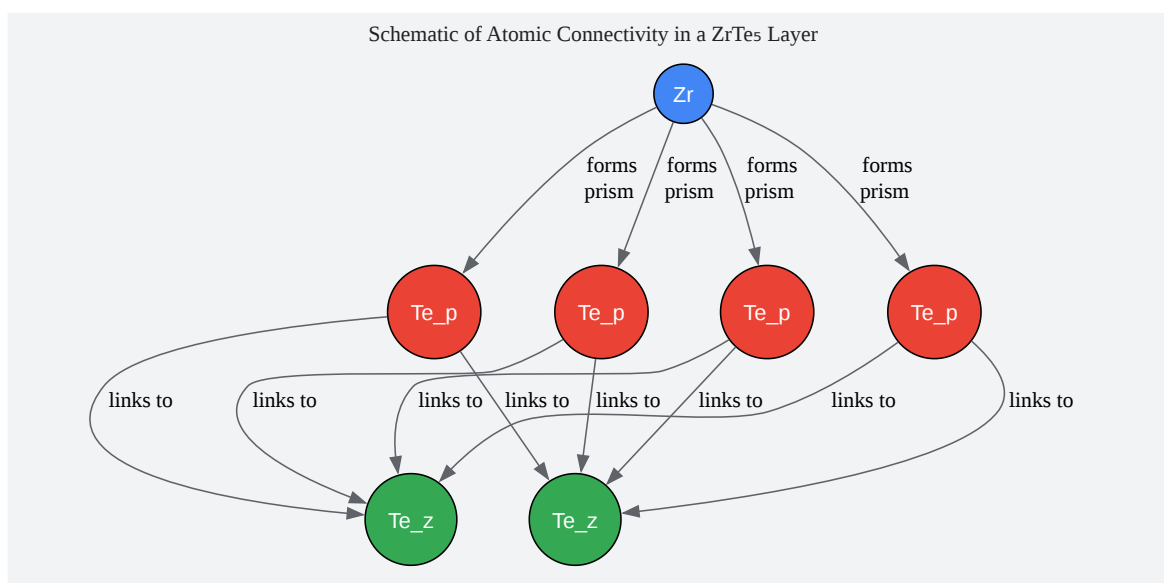 Schematic of Atomic Connectivity in a ZrTe₅ Layer
Zr
forms forms forms forms
prism prism prism prism
Te_p Te_p Te_p Te_p
links to links to links to links to links to links to links to links to
Te_z Te_z